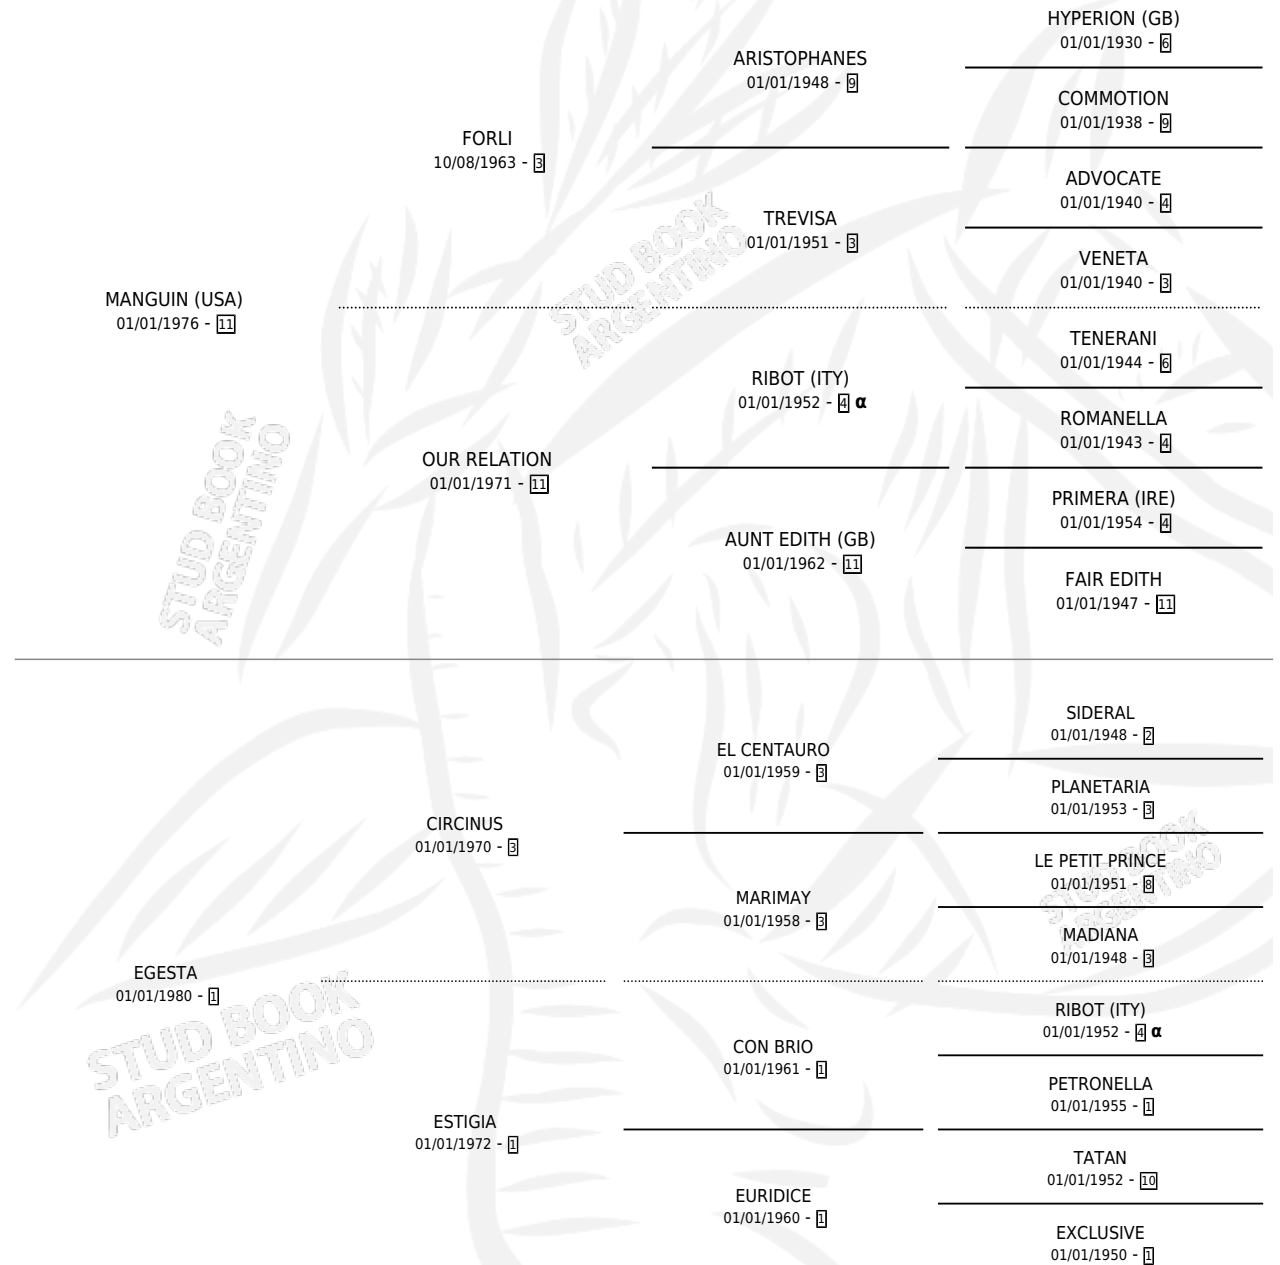 HYPERION (GB)
01/01/1930 - 6
ARISTOPHANES
01/01/1948 - 9
COMMOTION
01/01/1938 - 9
FORLI
10/08/1963 - 3
ADVOCATE
01/01/1940 - 4
TREVISA
01/01/1951 - 3
VENETA
01/01/1940 - 3
MANGUIN (USA)
01/01/1976 - 11
TENERANI
01/01/1944 - 6
RIBOT (ITY)
01/01/1952 - 4 α
ROMANELLA
01/01/1943 - 4
OUR RELATION
01/01/1971 - 11
PRIMERA (IRE)
01/01/1954 - 4
AUNT EDITH (GB)
01/01/1962 - 11
FAIR EDITH
01/01/1947 - 11
SIDERAL
01/01/1948 - 2
EL CENTAURO
01/01/1959 - 3
PLANETARIA
01/01/1953 - 3
CIRCINUS
01/01/1970 - 3
LE PETIT PRINCE
01/01/1951 - 8
MARIMAY
01/01/1958 - 3
MADIANA
01/01/1948 - 3
EGESTA
01/01/1980 - 1
RIBOT (ITY)
01/01/1952 - 4 α
CON BRIO
01/01/1961 - 1
PETRONELLA
01/01/1955 - 1
ESTIGIA
01/01/1972 - 1
TATAN
01/01/1952 - 10
EURIDICE
01/01/1960 - 1
EXCLUSIVE
01/01/1950 - 1
STUD BOOK
ARGENTINO
STUD BOOK
ARGENTINO
STUD BOOK
ARGENTINO
STUD BOOK
ARGENTINO